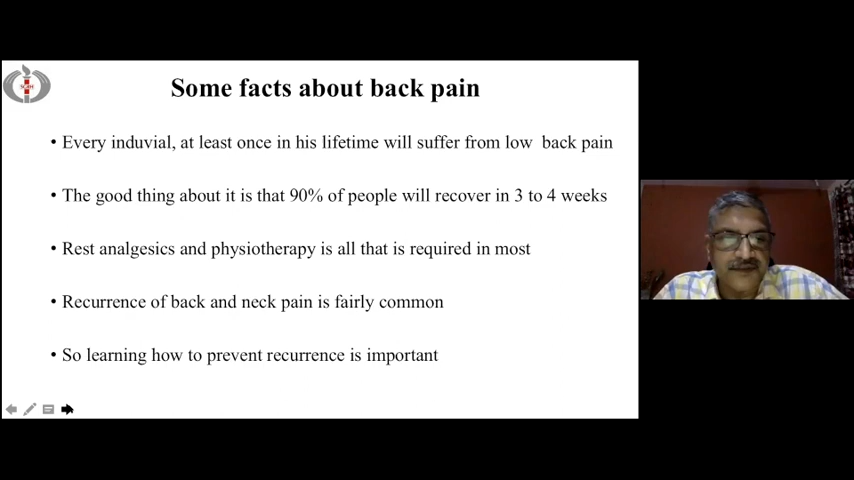 SGRH
Some facts about back pain
• Every induvial, at least once in his lifetime will suffer from low back pain
• The good thing about it is that 90% of people will recover in 3 to 4 weeks
• Rest analgesics and physiotherapy is all that is required in most
• Recurrence of back and neck pain is fairly common
• So learning how to prevent recurrence is important